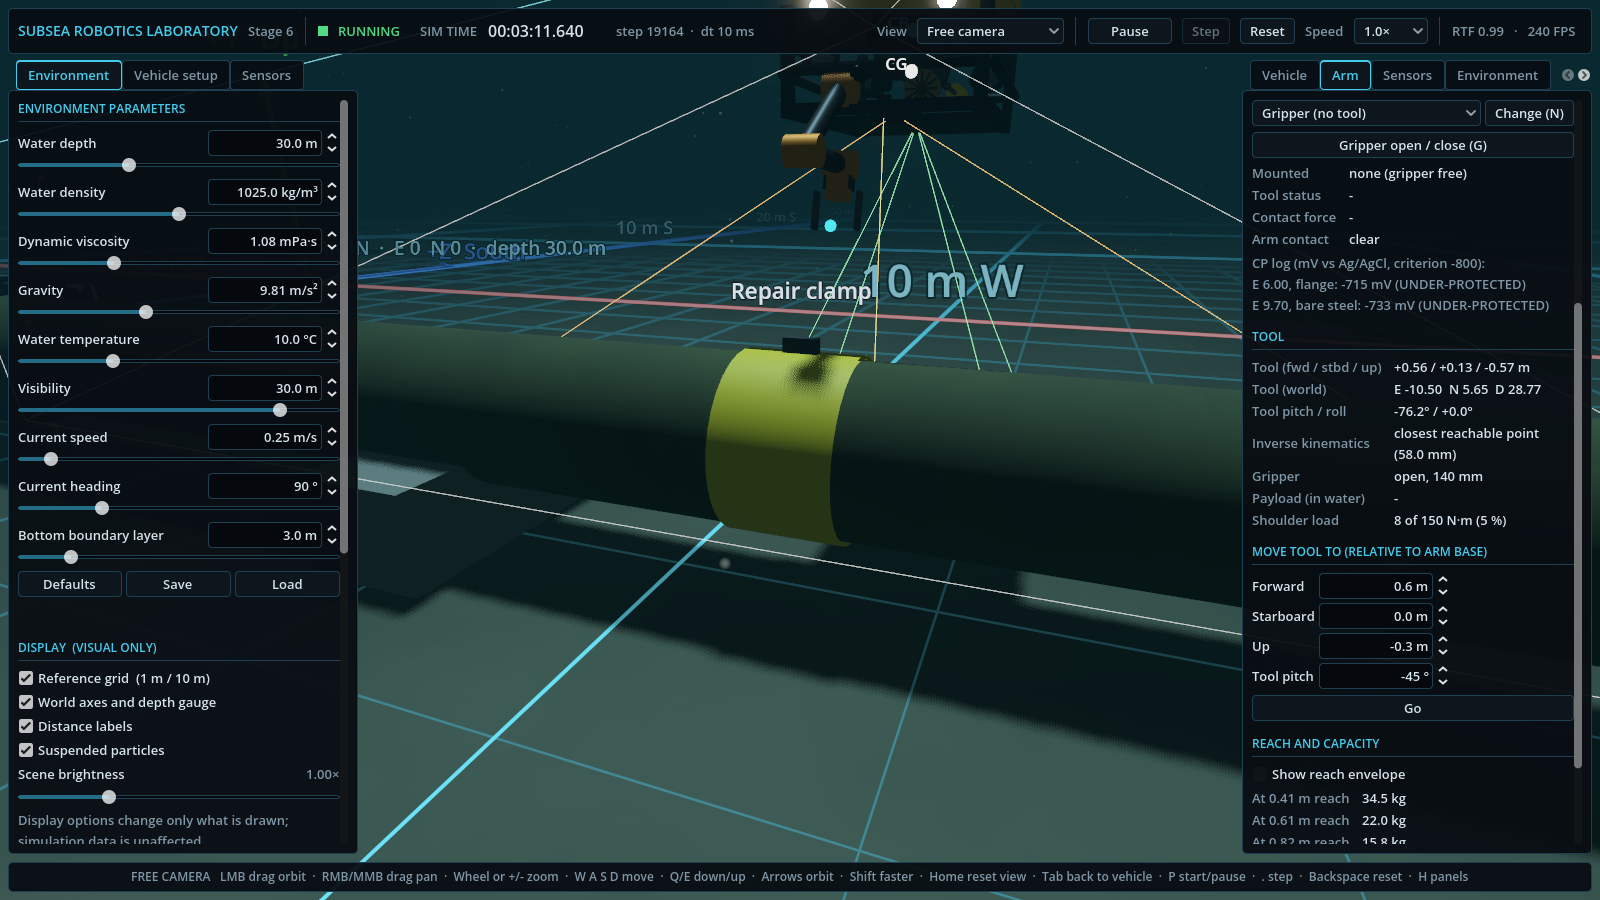 SUBSEA ROBOTICS LABORATORY Stage 6 RUNNING SIM TIME 00:03:11.640 step 19164 · dt 10 ms View Free camera Pause Step Reset Speed 1.0× RTF 0.99 · 240 FPS
Environment Vehicle setup Sensors
ENVIRONMENT PARAMETERS
Water depth 30.0 m
Water density 1025.0 kg/m³
Dynamic viscosity 1.08 mPa·s
Gravity 9.81 m/s²
Water temperature 10.0 °C
Visibility 30.0 m
Current speed 0.25 m/s
Current heading 90 °
Bottom boundary layer 3.0 m
Defaults Save Load
DISPLAY (VISUAL ONLY)
Reference grid (1 m / 10 m)
World axes and depth gauge
Distance labels
Suspended particles
Scene brightness 1.00×
Display options change only what is drawn;
simulation data is unaffected
CG
20 m S
10 m S
N · E 0 N 0 · depth 30.0 m
10 m W
Repair clamp
Vehicle Arm Sensors Environment
Gripper (no tool) Change (N)
Gripper open / close (G)
Mounted none (gripper free)
Tool status -
Contact force -
Arm contact clear
CP log (mV vs Ag/AgCl, criterion -800):
E 6.00, flange: -715 mV (UNDER-PROTECTED)
E 9.70, bare steel: -733 mV (UNDER-PROTECTED)
TOOL
Tool (fwd / stbd / up) +0.56 / +0.13 / -0.57 m
Tool (world) E -10.50 N 5.65 D 28.77
Tool pitch / roll -76.2° / +0.0°
Inverse kinematics closest reachable point
(58.0 mm)
Gripper open, 140 mm
Payload (in water) -
Shoulder load 8 of 150 N·m (5 %)
MOVE TOOL TO (RELATIVE TO ARM BASE)
Forward 0.6 m
Starboard 0.0 m
Up -0.3 m
Tool pitch -45 °
Go
REACH AND CAPACITY
Show reach envelope
At 0.41 m reach 34.5 kg
At 0.61 m reach 22.0 kg
At 0.82 m reach 15.8 kg
FREE CAMERA LMB drag orbit · RMB/MMB drag pan · Wheel or +/- zoom · W A S D move · Q/E down/up · Arrows orbit · Shift faster · Home reset view · Tab back to vehicle · P start/pause · . step · Backspace reset · H panels